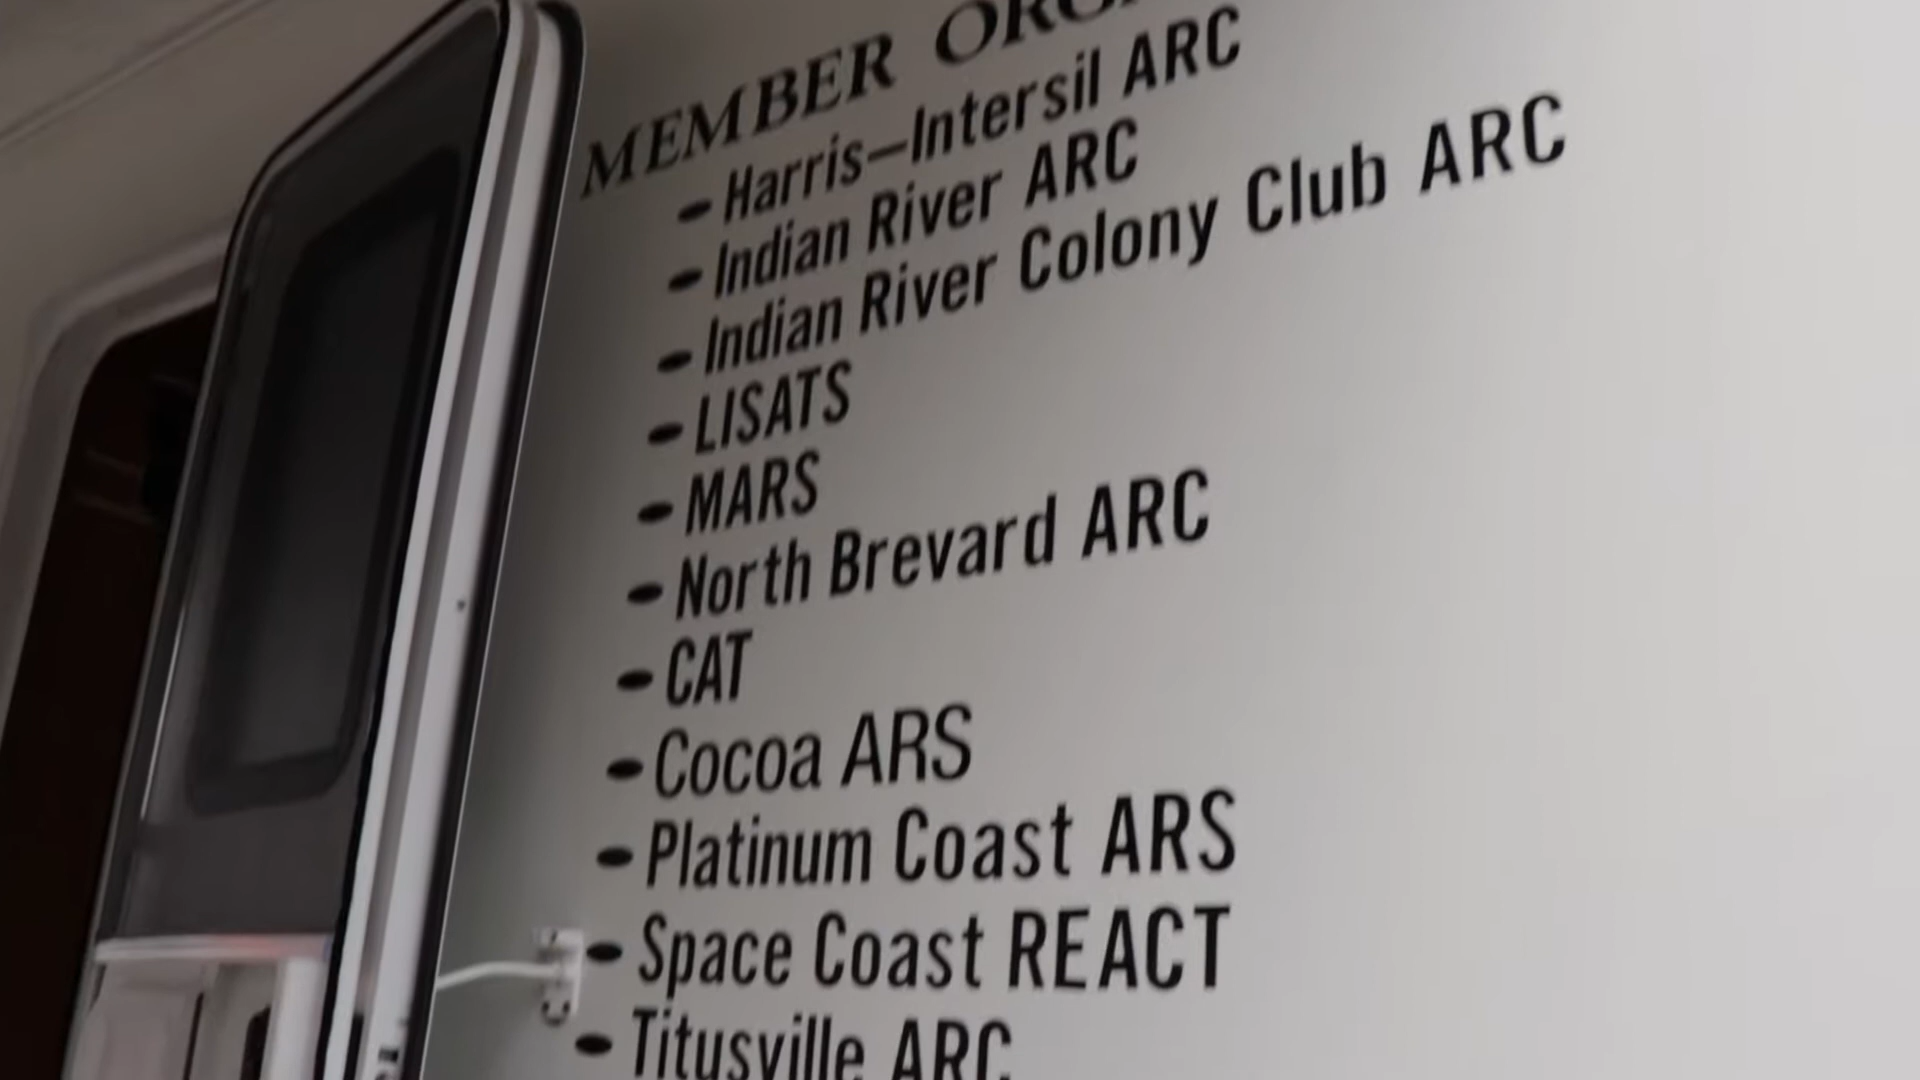 MEMBER
- Harris-Intersil ARC
- Indian River ARC
- Indian River Colony Club ARC
- LISATS
- MARS
- North Brevard ARC
- CAT
- Cocoa ARS
- Platinum Coast ARS
- Space Coast REACT
- Titusville ARC